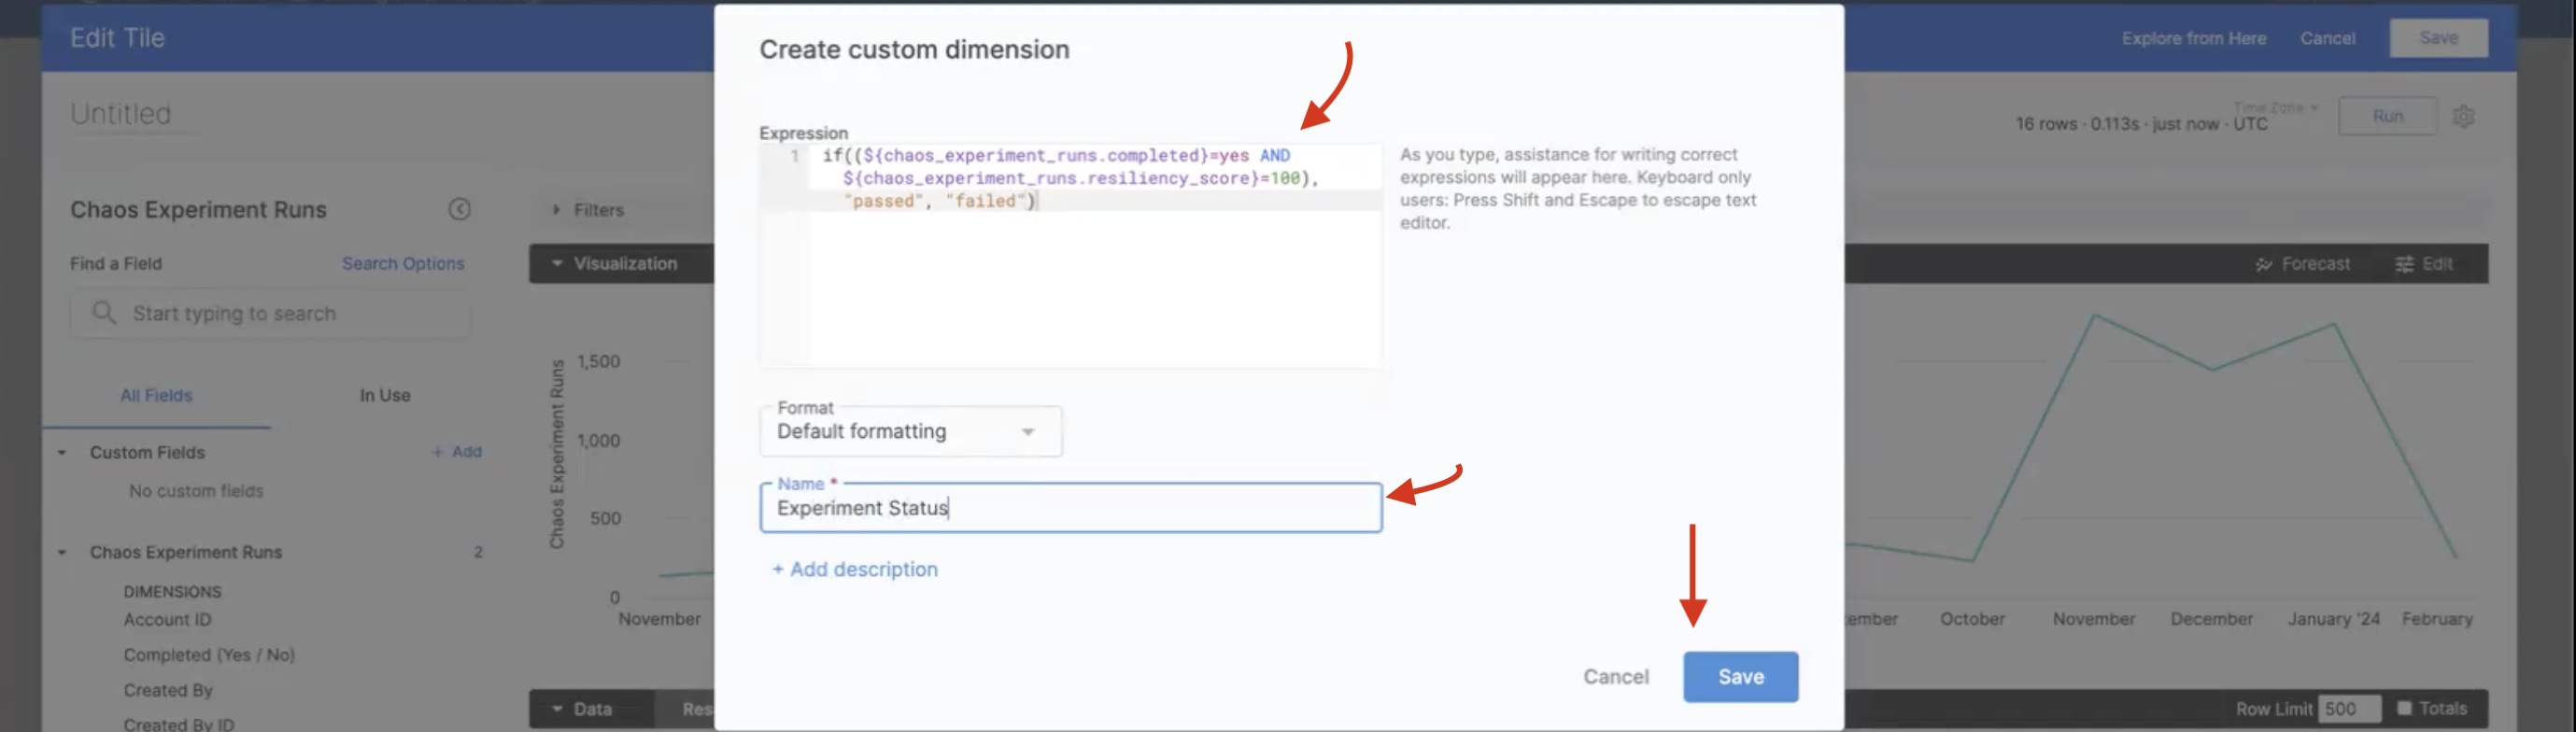 Edit Tile
Explore from Here
Cancel
Save
Untitled
Time Zone
16 rows · 0.113s · just now · UTC
Run
Chaos Experiment Runs
Find a Field
Search Options
Start typing to search
All Fields
In Use
Custom Fields
+ Add
No custom fields
Chaos Experiment Runs
2
DIMENSIONS
Account ID
Completed (Yes / No)
Created By
Created By ID
Filters
Visualization
Forecast
Edit
Chaos Experiment Runs
1,500
1,000
500
0
November
ember
October
November
December
January '24
February
Data
Res
Row Limit
500
Totals
Create custom dimension
Expression
1
if((${chaos_experiment_runs.completed}=yes AND
${chaos_experiment_runs.resiliency_score}=100),
"passed", "failed")
As you type, assistance for writing correct
expressions will appear here. Keyboard only
users: Press Shift and Escape to escape text
editor.
Format
Default formatting
Name *
Experiment Status
+ Add description
Cancel
Save